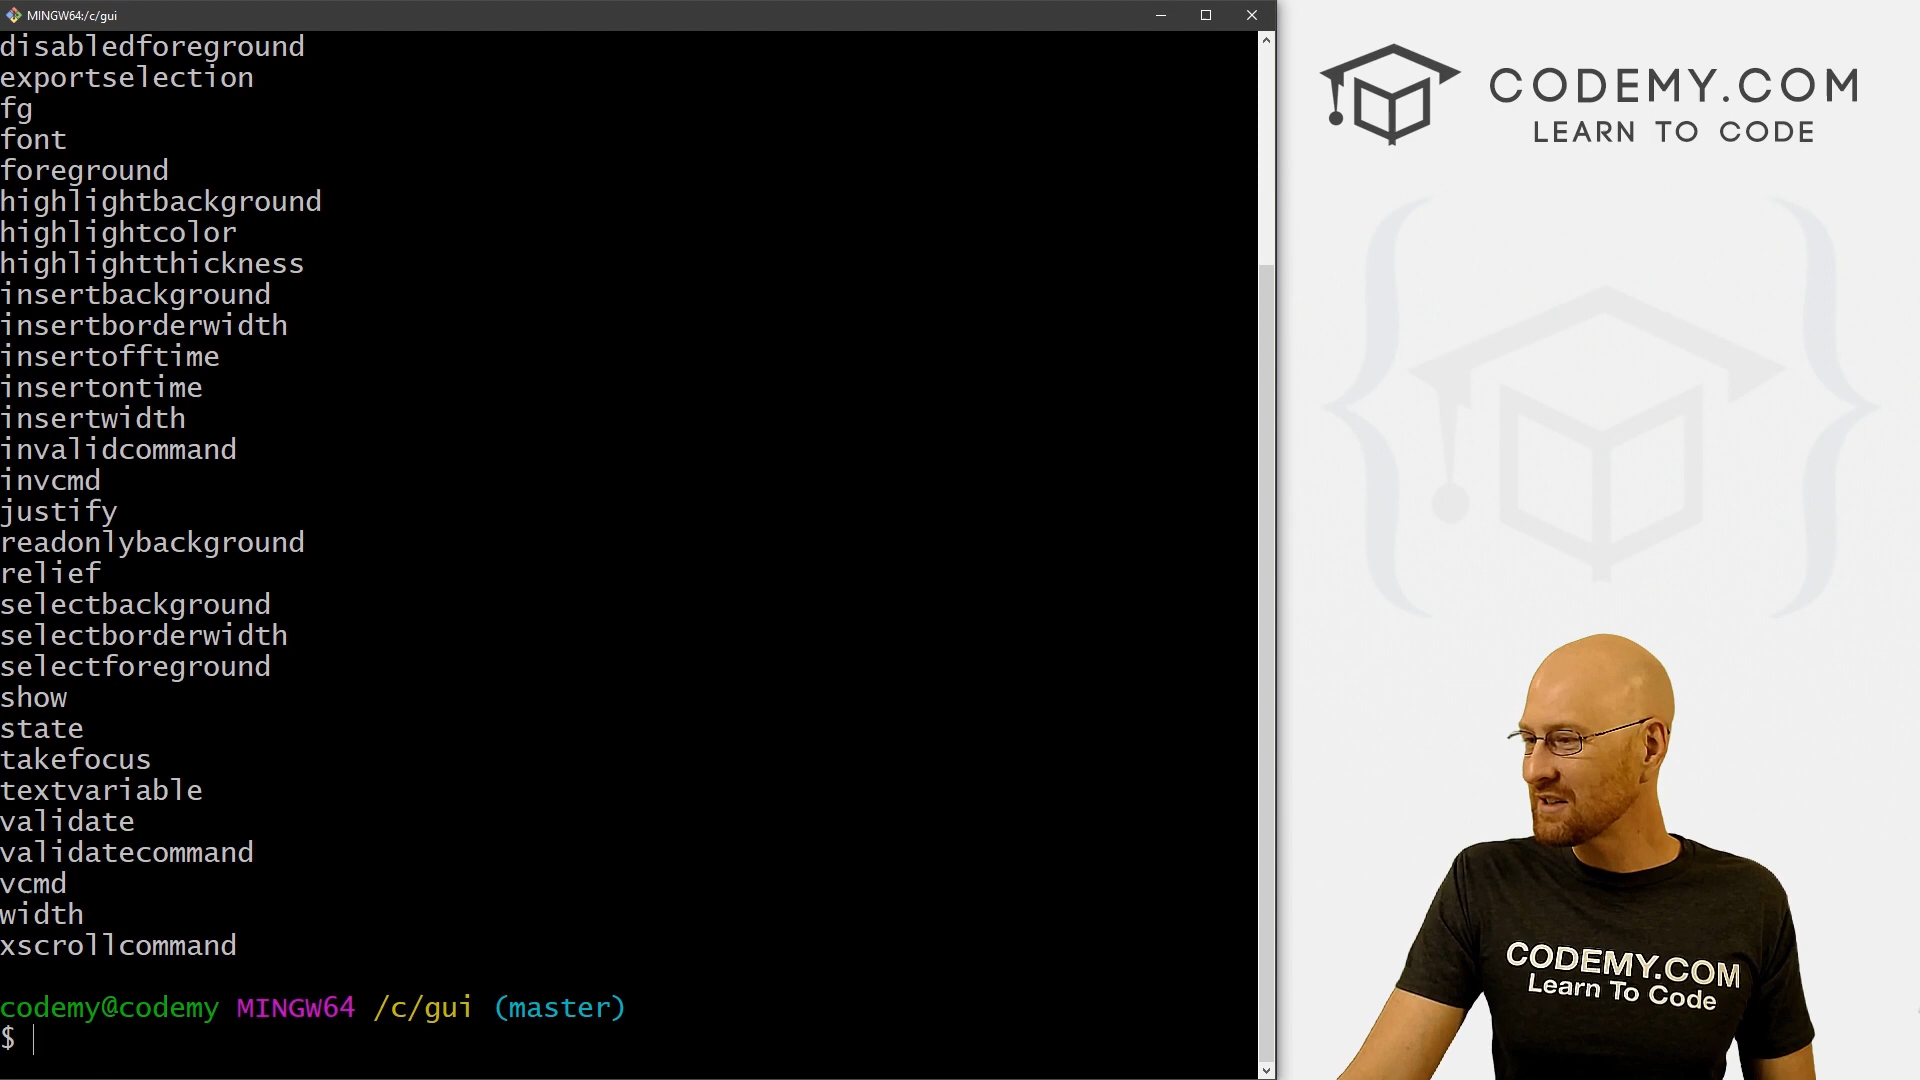 MINGW64:/c/gui
disabledforeground
exportselection
fg
font
foreground
highlightbackground
highlightcolor
highlightthickness
insertbackground
insertborderwidth
insertofftime
insertontime
insertwidth
invalidcommand
invcmd
justify
readonlybackground
relief
selectbackground
selectborderwidth
selectforeground
show
state
takefocus
textvariable
validate
validatecommand
vcmd
width
xscrollcommand
codemy@codemy MINGW64 /c/gui (master)
$
CODEMY.COM
LEARN TO CODE
CODEMY.COM
Learn To Code